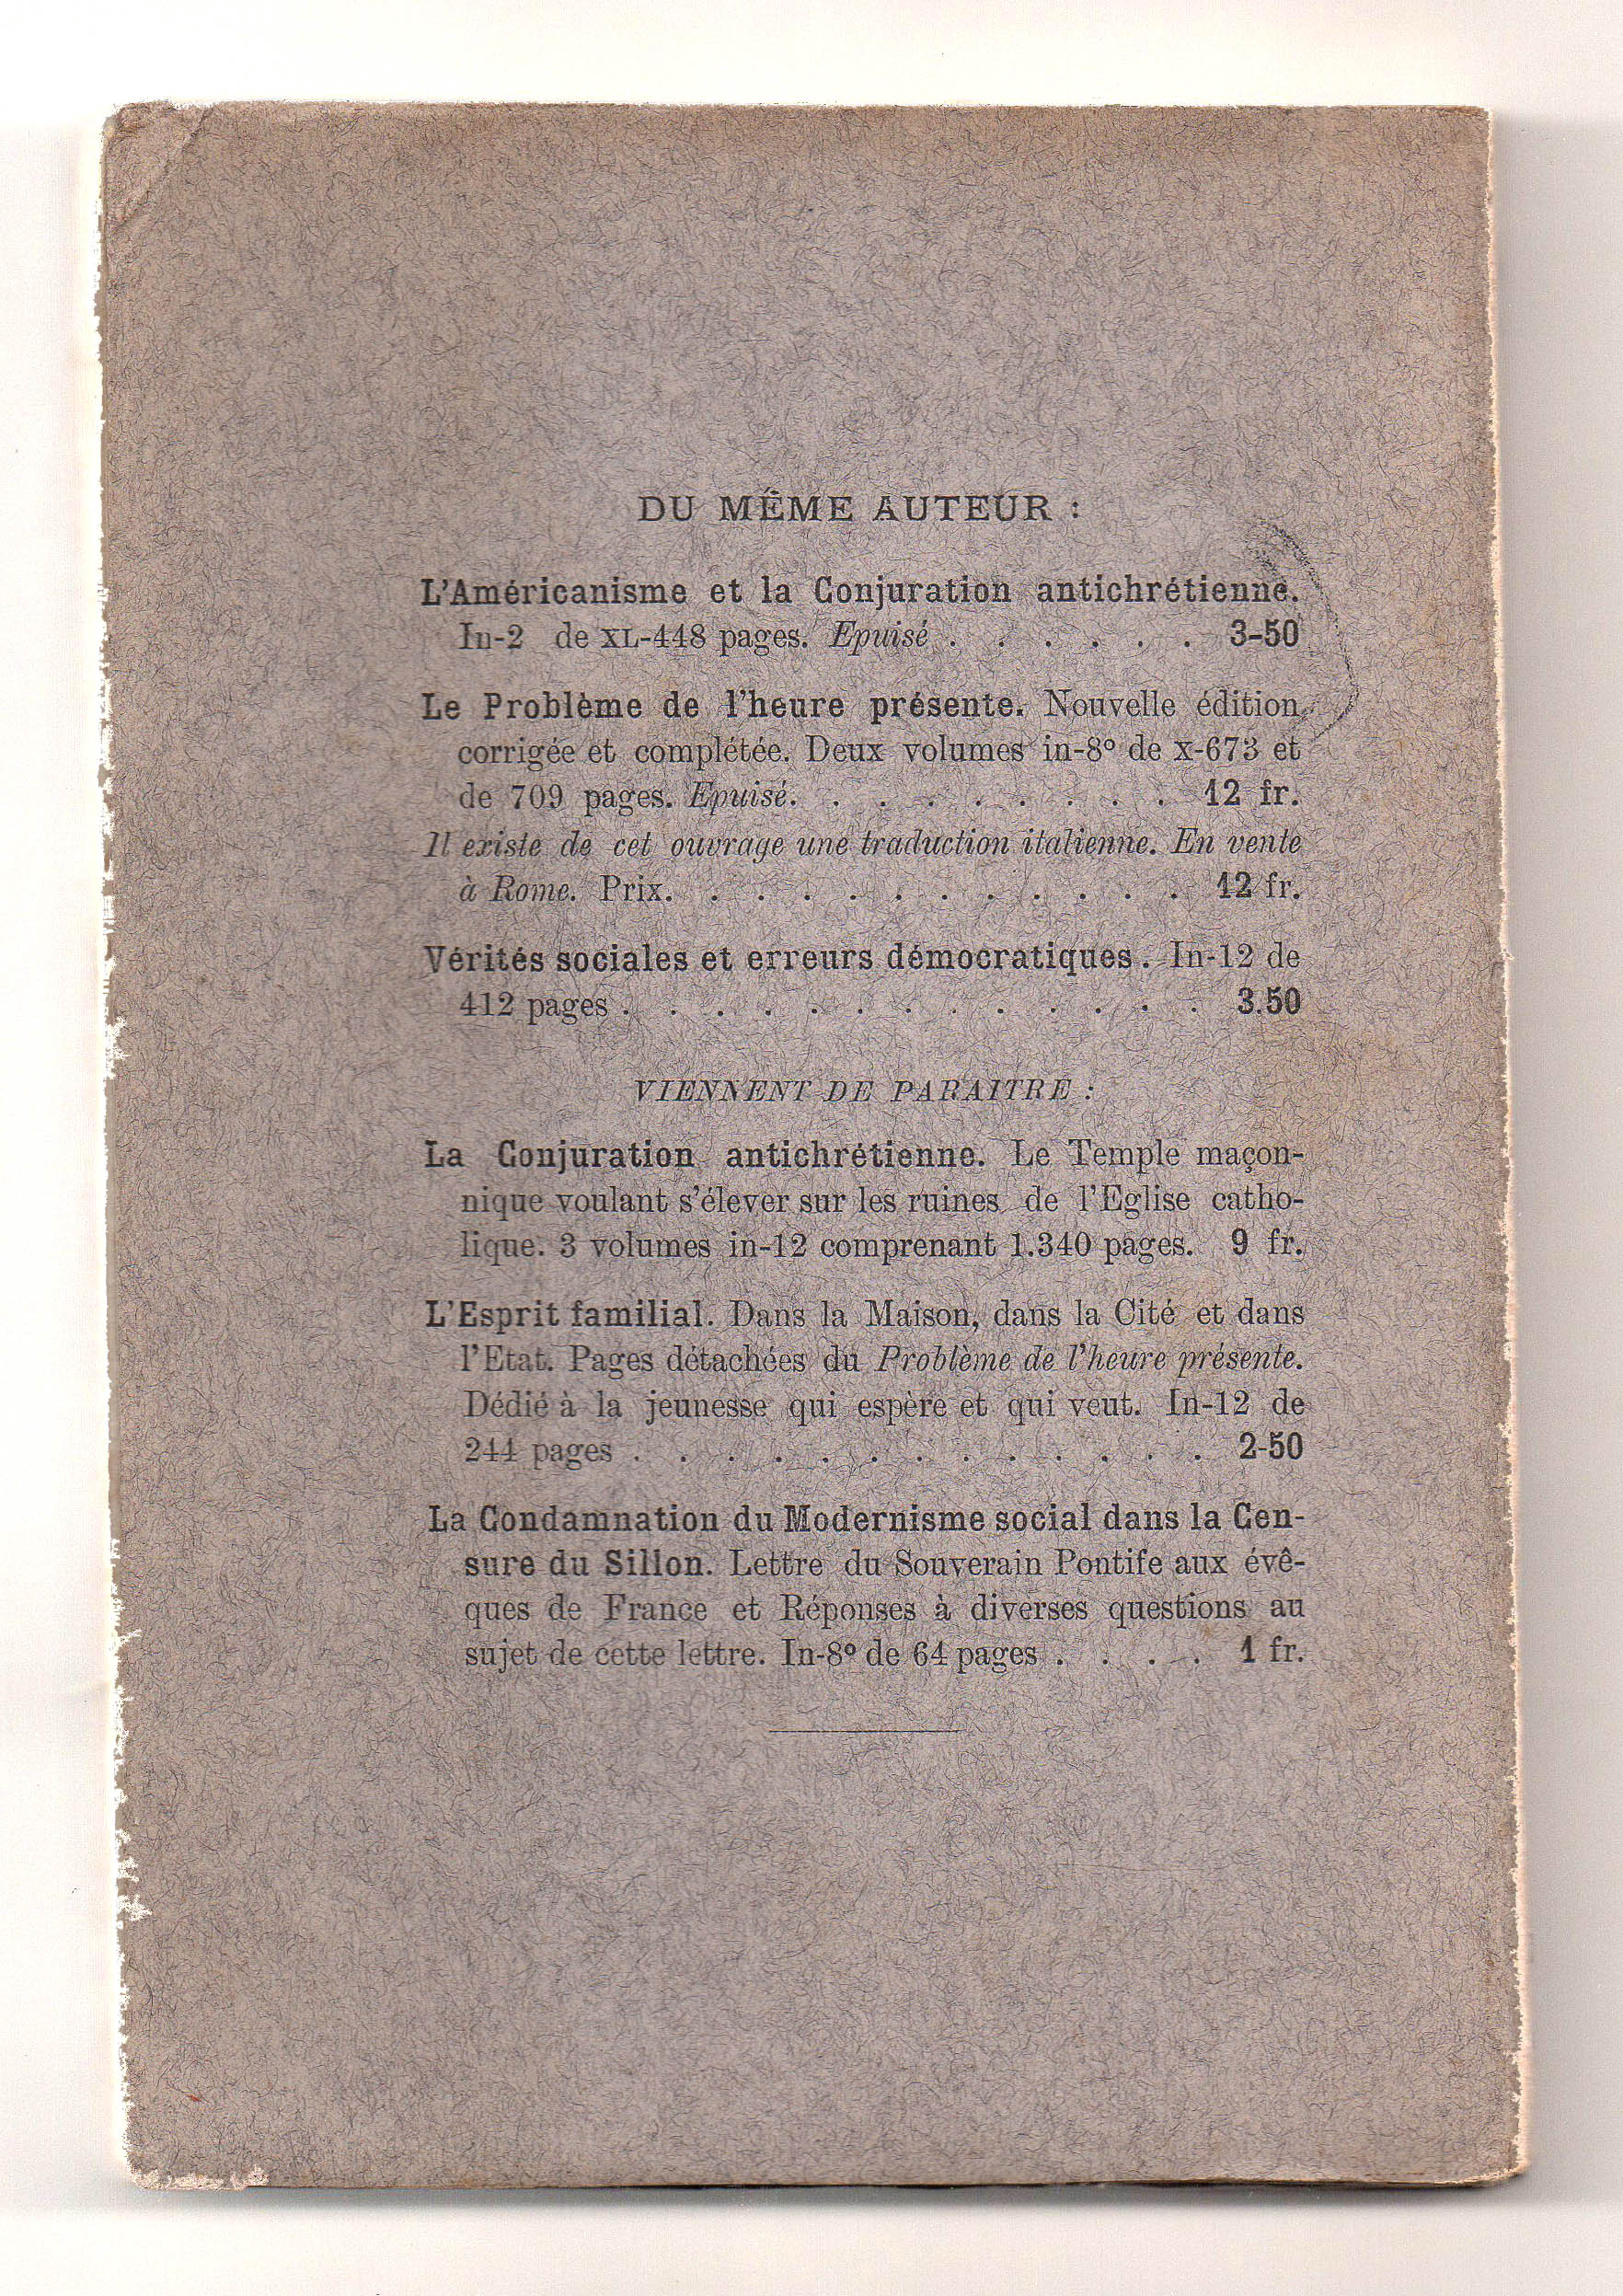 DU MÊME AUTEUR :
L'Américanisme et la Conjuration antichrétienne.
In-2 de XL-448 pages. Epuisé . . . . . . 3-50
Le Problème de l'heure présente. Nouvelle édition
corrigée et complétée. Deux volumes in-8º de X-673 et
de 709 pages. Epuisé. . . . . . . . . 12 fr.
Il existe de cet ouvrage une traduction italienne. En vente
à Rome. Prix. . . . . . . . . . . . 12 fr.
Vérités sociales et erreurs démocratiques. In-12 de
412 pages . . . . . . . . . . . . . 3.50
VIENNENT DE PARAITRE :
La Conjuration antichrétienne. Le Temple maçon-
nique voulant s'élever sur les ruines de l'Eglise catho-
lique. 3 volumes in-12 comprenant 1.340 pages. 9 fr.
L'Esprit familial. Dans la Maison, dans la Cité et dans
l'Etat. Pages détachées du Problème de l'heure présente.
Dédié à la jeunesse qui espère et qui veut. In-12 de
244 pages . . . . . . . . . . . . . 2-50
La Condamnation du Modernisme social dans la Cen-
sure du Sillon. Lettre du Souverain Pontife aux évê-
ques de France et Réponses à diverses questions au
sujet de cette lettre. In-8º de 64 pages . . . . 1 fr.